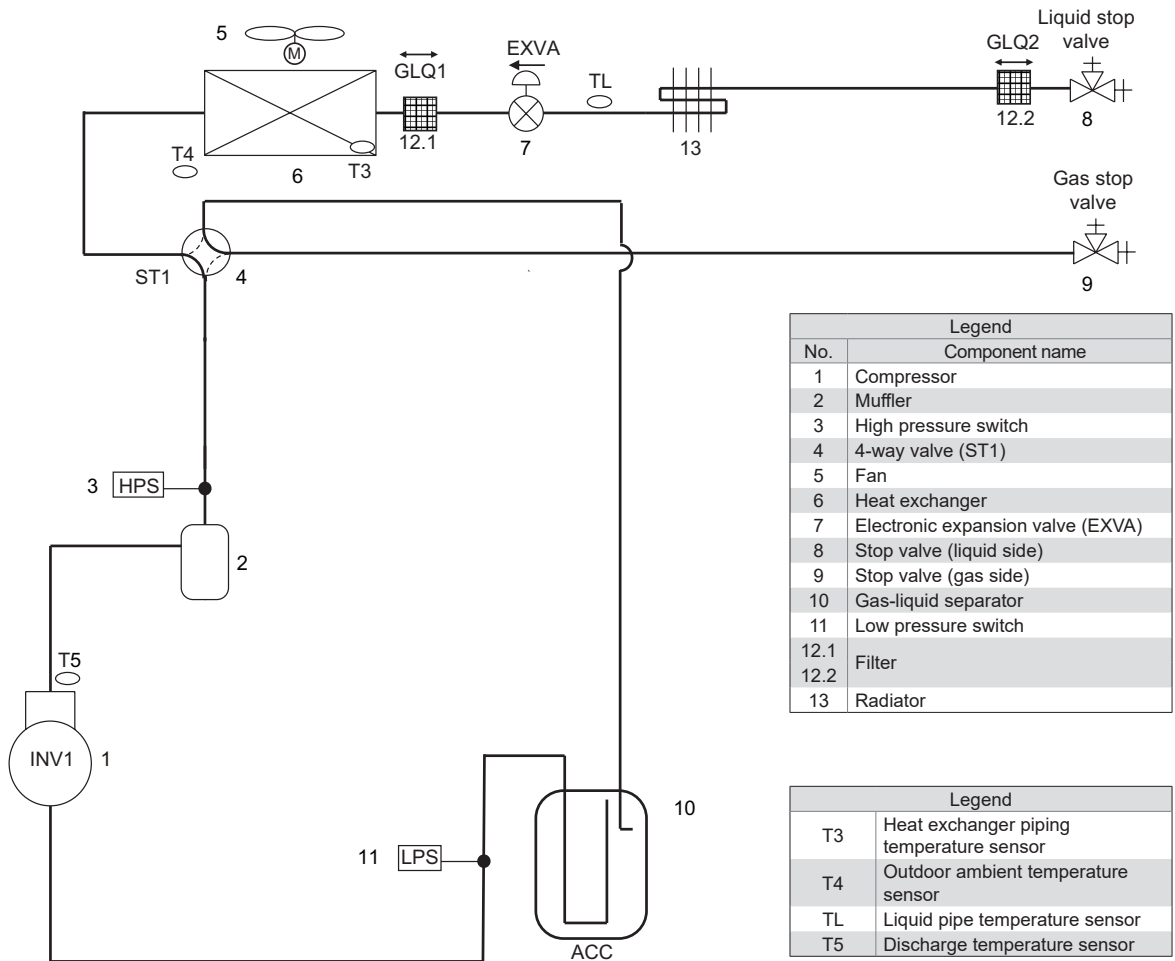 5
M
EXVA
GLQ1
TL
GLQ2
Liquid stop
valve
12.1
7
13
12.2
8
T4
6
T3
Gas stop
valve
ST1
4
9
3 HPS
2
T5
INV1
1
10
11 LPS
ACC
Legend
No. Component name
1 Compressor
2 Muffler
3 High pressure switch
4 4-way valve (ST1)
5 Fan
6 Heat exchanger
7 Electronic expansion valve (EXVA)
8 Stop valve (liquid side)
9 Stop valve (gas side)
10 Gas-liquid separator
11 Low pressure switch
12.1
12.2
Filter
13 Radiator
Legend
T3 Heat exchanger piping
temperature sensor
T4 Outdoor ambient temperature
sensor
TL Liquid pipe temperature sensor
T5 Discharge temperature sensor